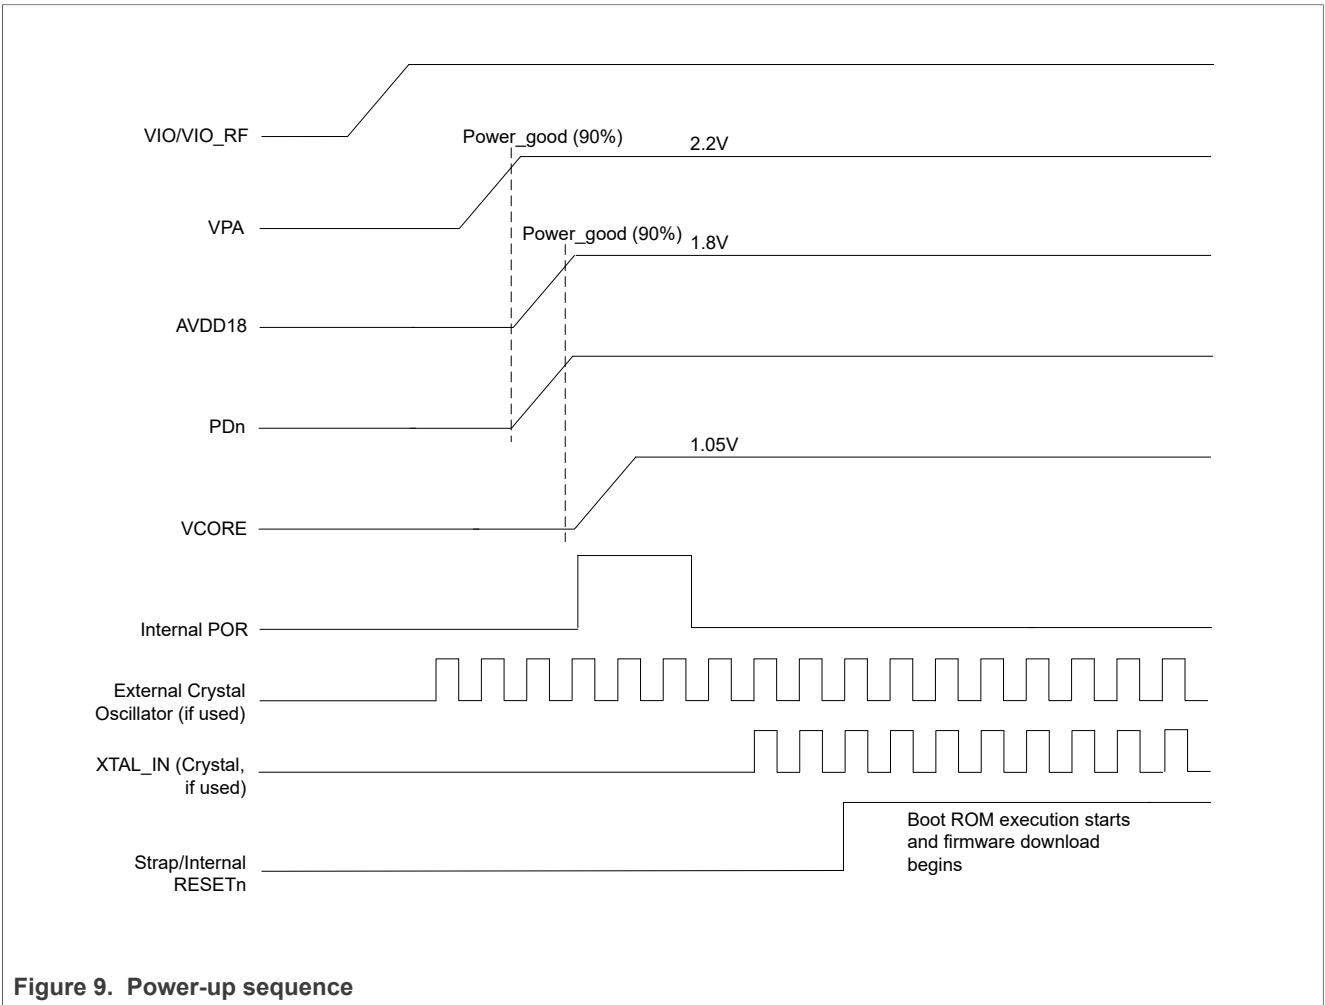 VIO/VIO_RF
Power_good (90%)
2.2V
VPA
Power_good (90%)
1.8V
AVDD18
PDn
1.05V
VCORE
Internal POR
External Crystal
Oscillator (if used)
XTAL_IN (Crystal,
if used)
Boot ROM execution starts
and firmware download
begins
Strap/Internal
RESETn
Figure 9. Power-up sequence